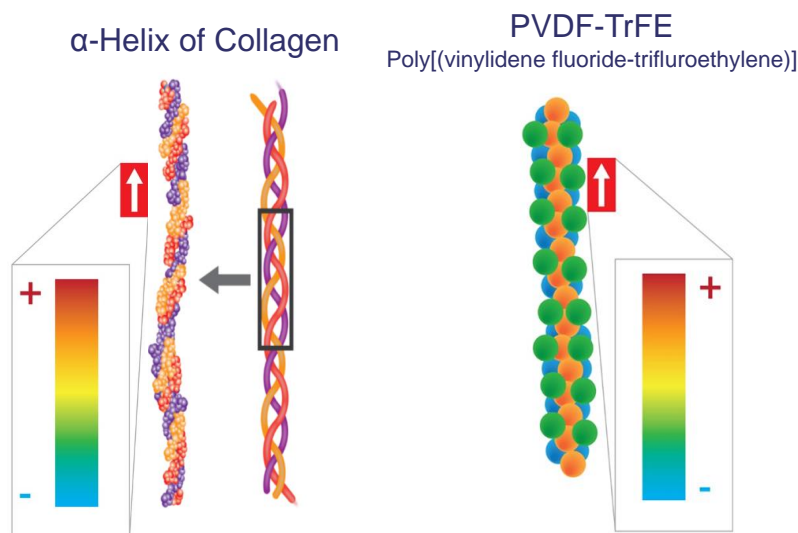 α-Helix of Collagen
PVDF-TrFE
Poly[(vinylidene fluoride-trifluroethylene)]
+
-
+
-